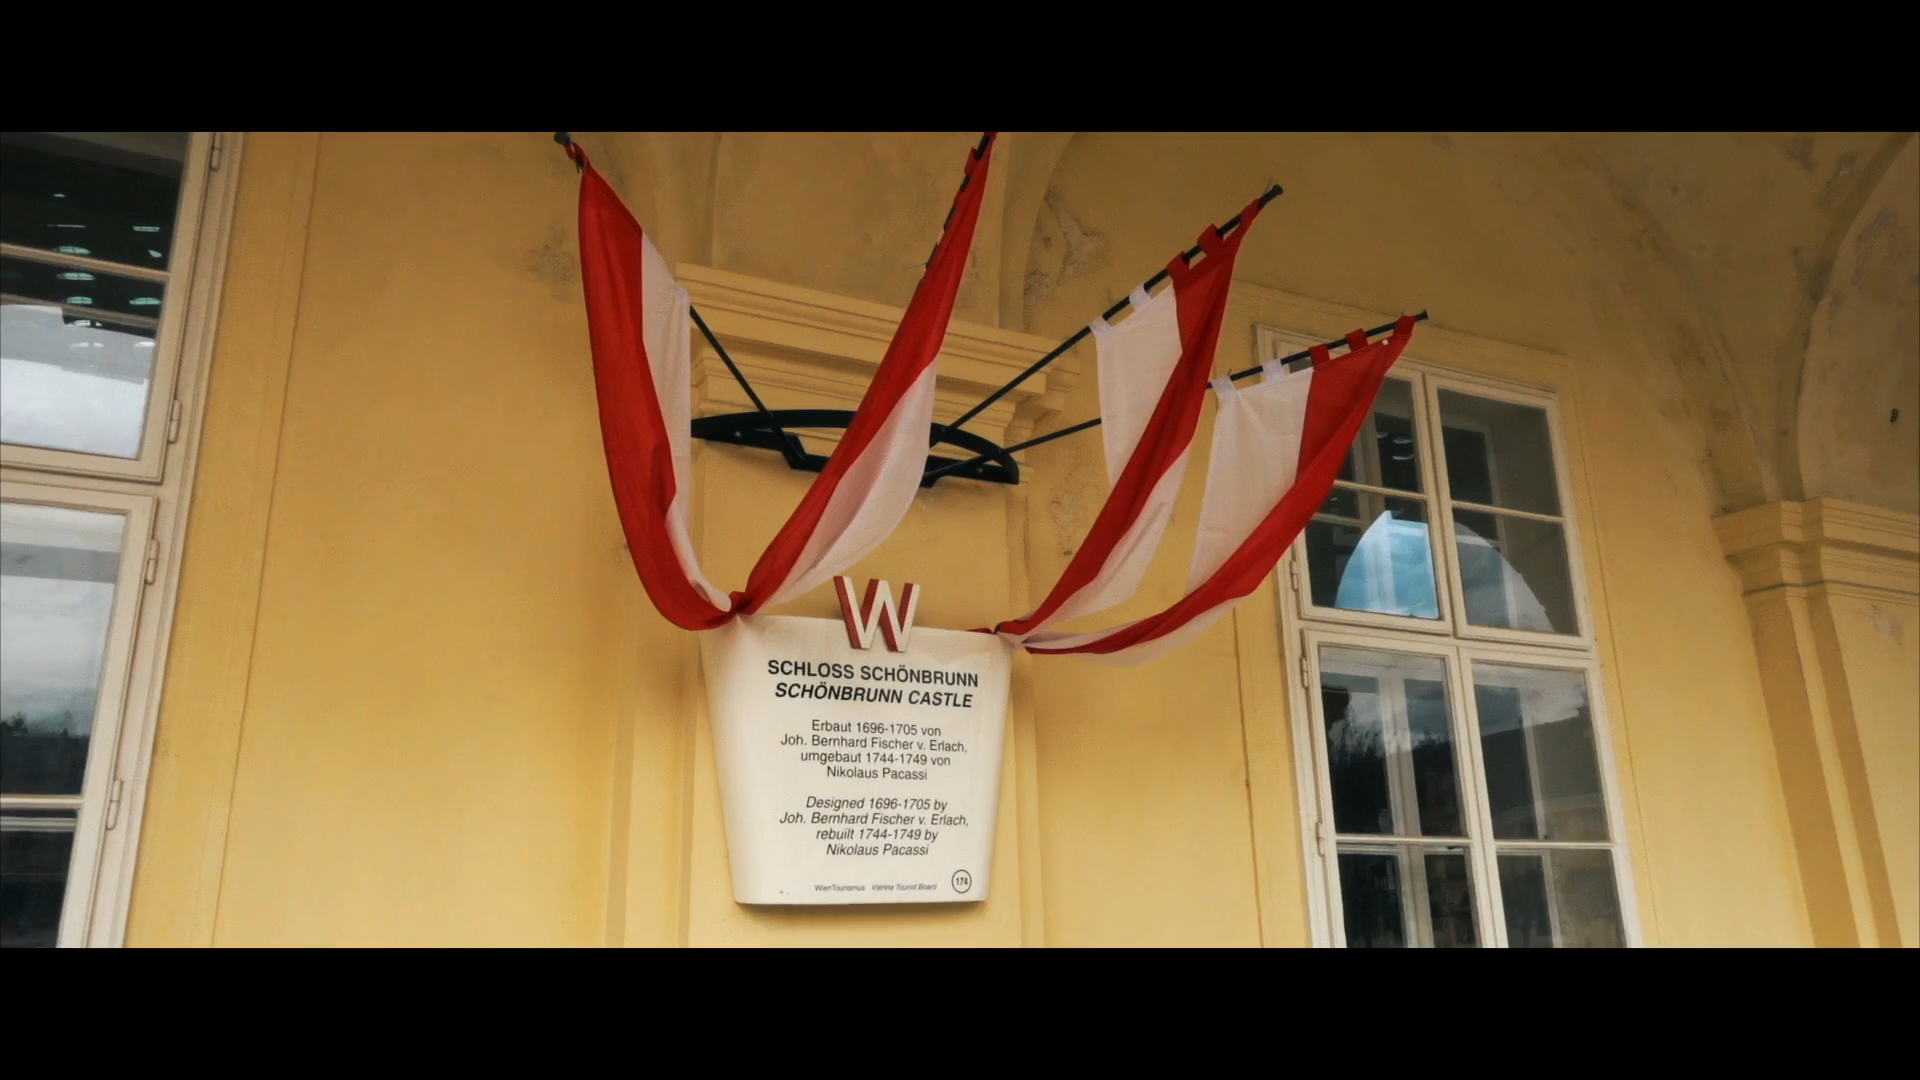 W
SCHLOSS SCHÖNBRUNN
SCHÖNBRUNN CASTLE
Erbaut 1696-1705 von
Joh. Bernhard Fischer v. Erlach,
umgebaut 1744-1749 von
Nikolaus Pacassi
Designed 1696-1705 by
Joh. Bernhard Fischer v. Erlach,
rebuilt 1744-1749 by
Nikolaus Pacassi
WienTourismus Vienna Tourist Board 174